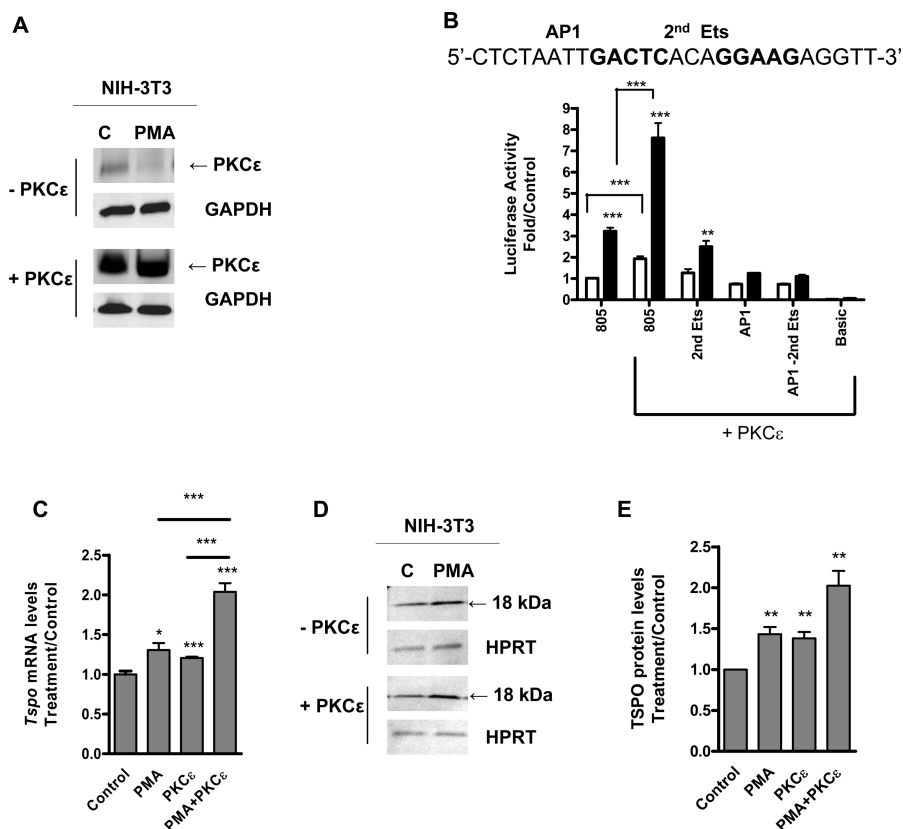 A
NIH-3T3
C PMA
- PKCε
← PKCε
GAPDH
+ PKCε
← PKCε
GAPDH
B
AP1 2nd Ets
5’-CTCTAATTGACTCACAGGAAGAGGTT-3’
Luciferase Activity
Fold/Control
9
8
7
6
5
4
3
2
1
0
***
***
***
***
**
805
805
2nd Ets
AP1
AP1 -2nd Ets
Basic
+ PKCε
C
***
***
***
*
***
Tspo mRNA levels
Treatment/Control
2.5
2.0
1.5
1.0
0.5
0.0
Control
PMA
PKCε
PMA+PKCε
D
NIH-3T3
C PMA
- PKCε
← 18 kDa
HPRT
+ PKCε
← 18 kDa
HPRT
E
TSPO protein levels
Treatment/Control
2.5
2.0
1.5
1.0
0.5
0.0
**
**
**
Control
PMA
PKCε
PMA+PKCε